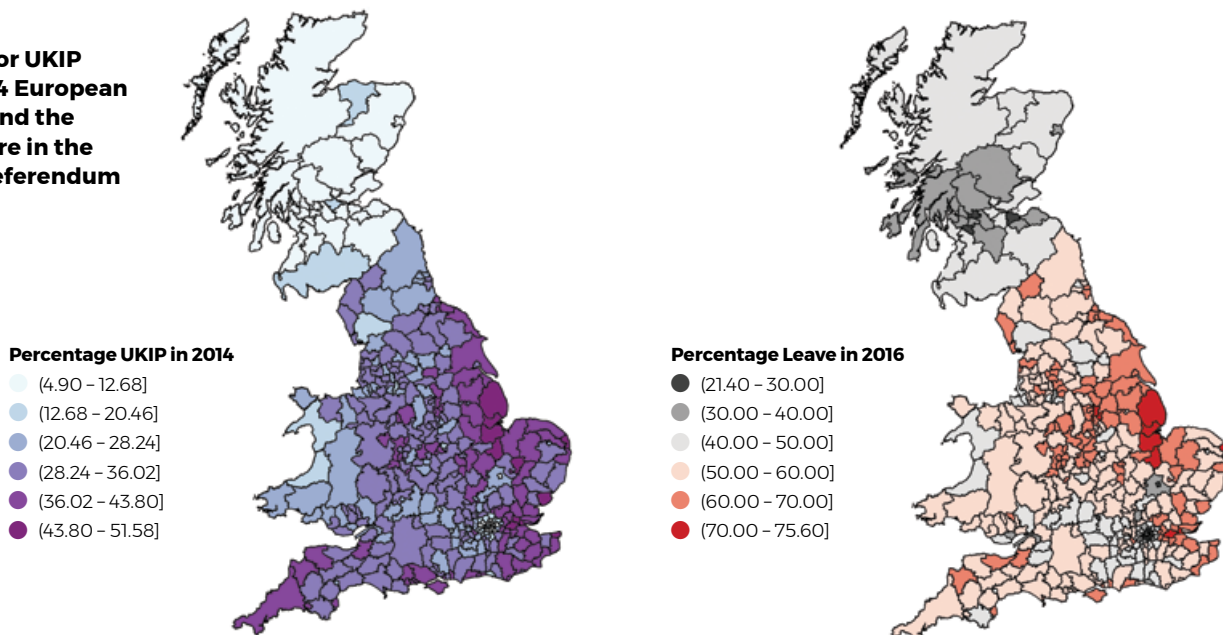 or UKIP
4 European
nd the
re in the
eferendum
Percentage UKIP in 2014
(4.90 – 12.68]
(12.68 – 20.46]
(20.46 – 28.24]
(28.24 – 36.02]
(36.02 – 43.80]
(43.80 – 51.58]
Percentage Leave in 2016
(21.40 – 30.00]
(30.00 – 40.00]
(40.00 – 50.00]
(50.00 – 60.00]
(60.00 – 70.00]
(70.00 – 75.60]